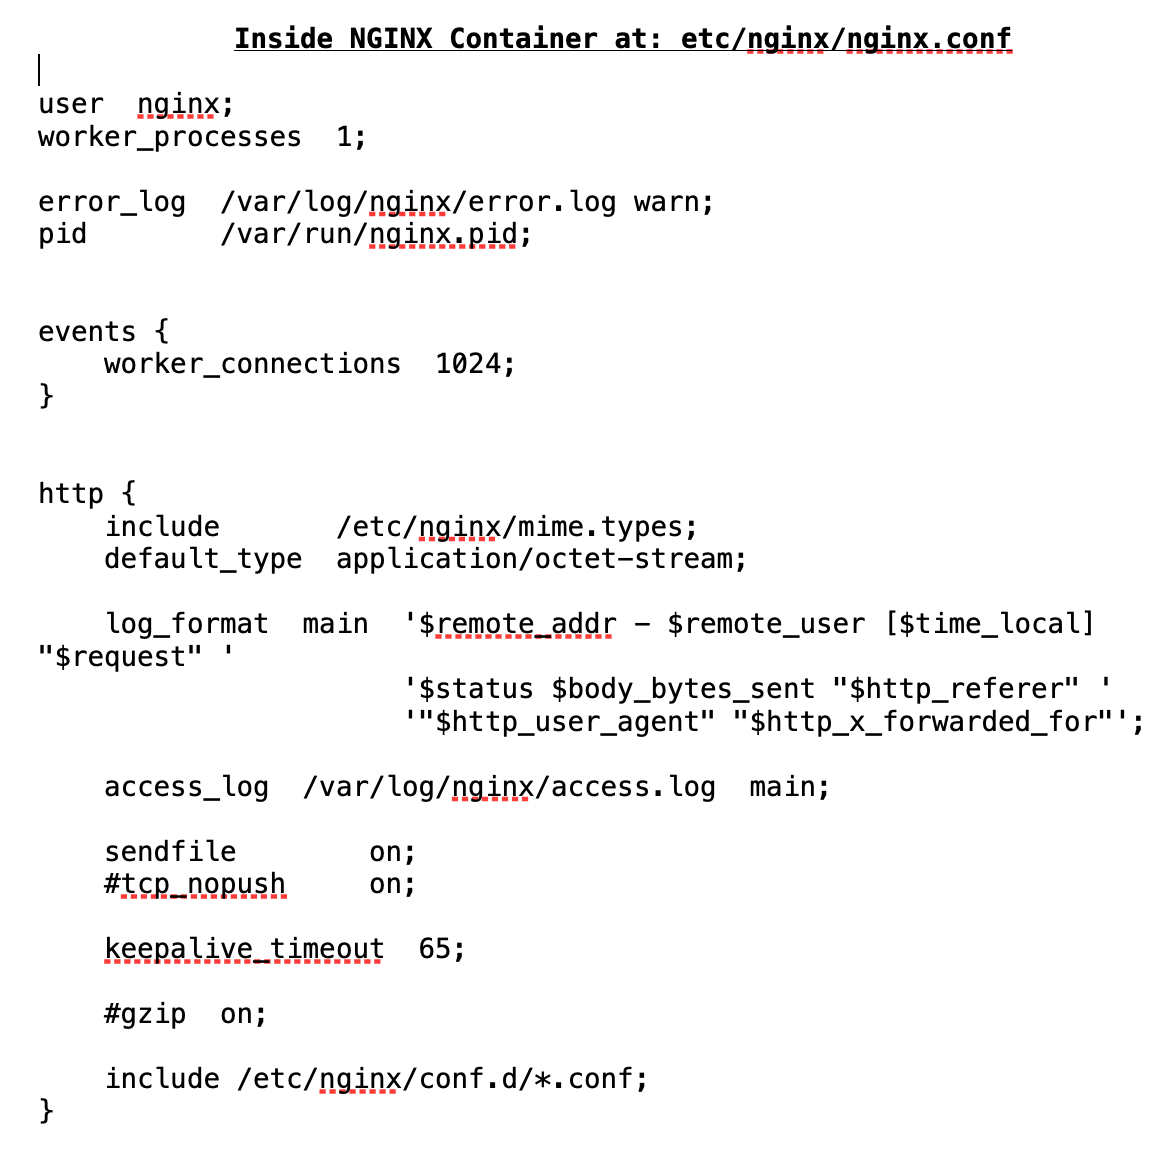 Inside NGINX Container at: etc/nginx/nginx.conf
user  nginx;
worker_processes  1;
error_log  /var/log/nginx/error.log warn;
pid        /var/run/nginx.pid;
events {
    worker_connections  1024;
}
http {
    include       /etc/nginx/mime.types;
    default_type  application/octet-stream;
    log_format  main  '$remote_addr - $remote_user [$time_local]
"$request" '
                      '$status $body_bytes_sent "$http_referer" '
                      '"$http_user_agent" "$http_x_forwarded_for"';
    access_log  /var/log/nginx/access.log  main;
    sendfile        on;
    #tcp_nopush     on;
    keepalive_timeout  65;
    #gzip  on;
    include /etc/nginx/conf.d/*.conf;
}